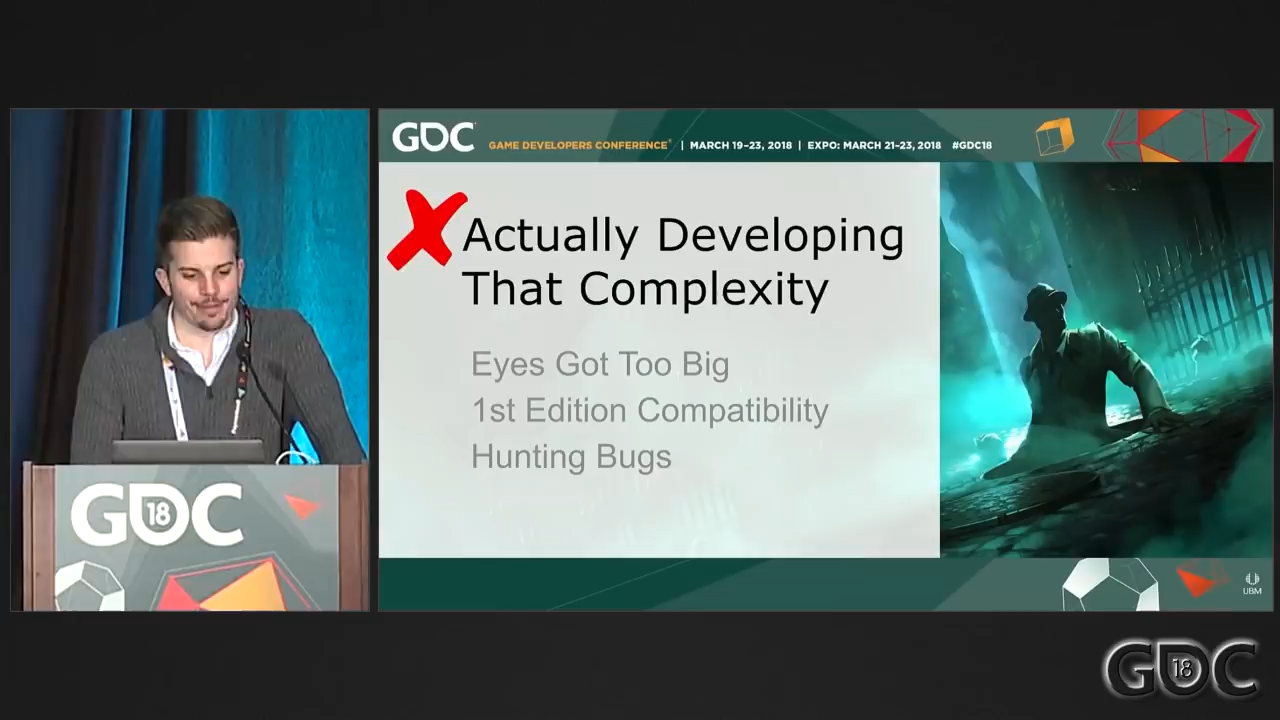 GDC
GAME DEVELOPERS CONFERENCE® | MARCH 19–23, 2018 | EXPO: MARCH 21–23, 2018 #GDC18
Actually Developing
That Complexity
Eyes Got Too Big
1st Edition Compatibility
Hunting Bugs
GDC
18
UBM
GDC
18